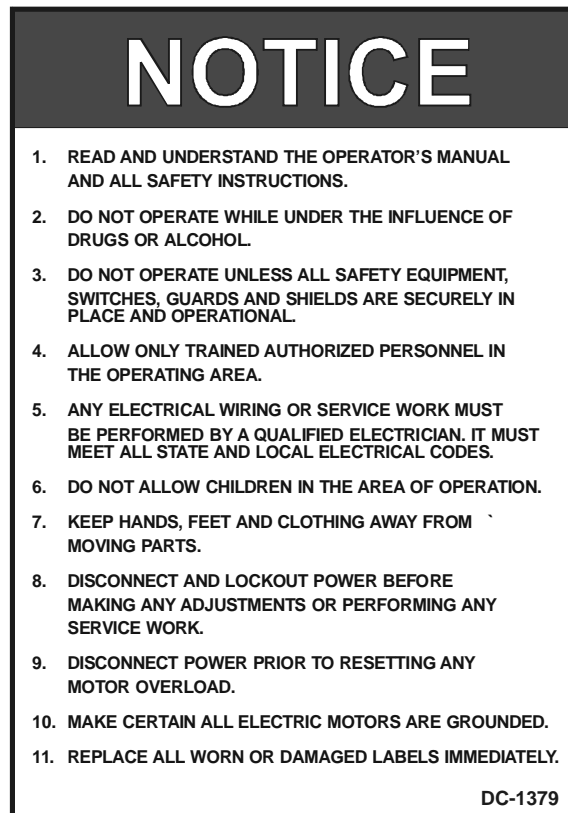 NOTICE
1. READ AND UNDERSTAND THE OPERATOR'S MANUAL
AND ALL SAFETY INSTRUCTIONS.
2. DO NOT OPERATE WHILE UNDER THE INFLUENCE OF
DRUGS OR ALCOHOL.
3. DO NOT OPERATE UNLESS ALL SAFETY EQUIPMENT,
SWITCHES, GUARDS AND SHIELDS ARE SECURELY IN
PLACE AND OPERATIONAL.
4. ALLOW ONLY TRAINED AUTHORIZED PERSONNEL IN
THE OPERATING AREA.
5. ANY ELECTRICAL WIRING OR SERVICE WORK MUST
BE PERFORMED BY A QUALIFIED ELECTRICIAN. IT MUST
MEET ALL STATE AND LOCAL ELECTRICAL CODES.
6. DO NOT ALLOW CHILDREN IN THE AREA OF OPERATION.
7. KEEP HANDS, FEET AND CLOTHING AWAY FROM `
MOVING PARTS.
8. DISCONNECT AND LOCKOUT POWER BEFORE
MAKING ANY ADJUSTMENTS OR PERFORMING ANY
SERVICE WORK.
9. DISCONNECT POWER PRIOR TO RESETTING ANY
MOTOR OVERLOAD.
10. MAKE CERTAIN ALL ELECTRIC MOTORS ARE GROUNDED.
11. REPLACE ALL WORN OR DAMAGED LABELS IMMEDIATELY.
DC-1379